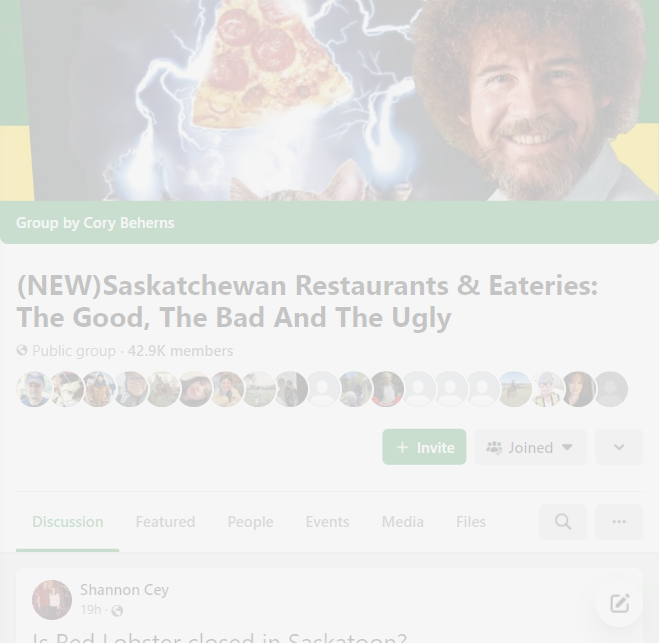 Group by Cory Beherns
(NEW)Saskatchewan Restaurants & Eateries:
The Good, The Bad And The Ugly
Public group · 42.9K members
+ Invite
Joined
Discussion
Featured
People
Events
Media
Files
Shannon Cey
19h ·
Is Red Lobster closed in Saskatoon?